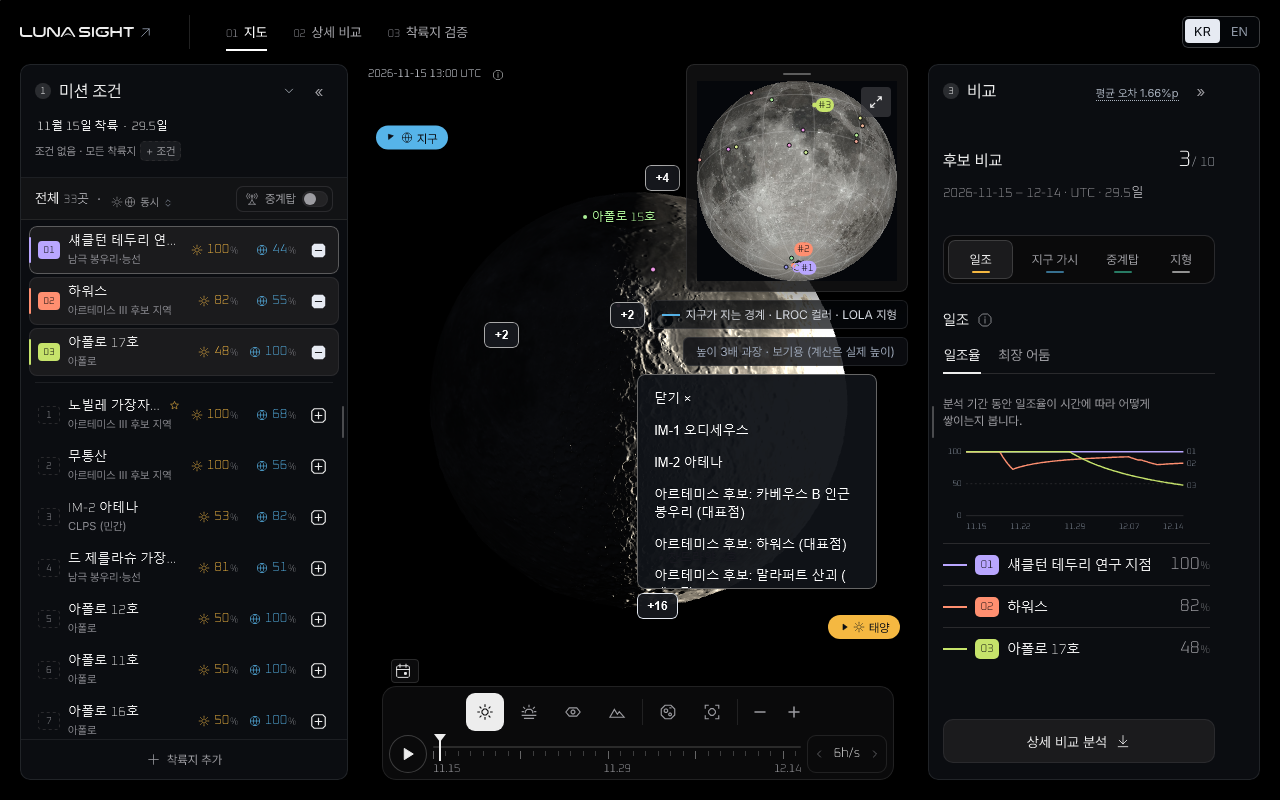 LUNA SIGHT
01 지도
02 상세 비교
03 착륙지 검증
KR EN
1 미션 조건
11월 15일 착륙 · 29.5일
조건 없음 · 모든 착륙지 + 조건
전체 33곳 · 동시
중계탑
01 섀클턴 테두리 연... 100% 44%
남극 봉우리·능선
02 하워스 82% 55%
아르테미스 III 후보 지역
03 아폴로 17호 48% 100%
아폴로
1 노빌레 가장자... 100% 68%
아르테미스 III 후보 지역
2 무통산 100% 56%
아르테미스 III 후보 지역
3 IM-2 아테나 53% 82%
CLPS (민간)
4 드 제를라슈 가장... 81% 51%
남극 봉우리·능선
5 아폴로 12호 50% 100%
아폴로
6 아폴로 11호 50% 100%
아폴로
7 아폴로 16호 50% 100%
아폴로
+ 착륙지 추가
2026-11-15 13:00 UTC
지구
+4
아폴로 15호
+2
+2
#3
#2
#1
지구가 지는 경계 · LROC 컬러 · LOLA 지형
높이 3배 과장 · 보기용 (계산은 실제 높이)
닫기 ×
IM-1 오디세우스
IM-2 아테나
아르테미스 후보: 카베우스 B 인근
봉우리 (대표점)
아르테미스 후보: 하워스 (대표점)
아르테미스 후보: 말라퍼트 산괴 (
+16
태양
6h/s
11.15 11.29 12.14
3 비교
평균 오차 1.66%p
후보 비교 3 / 10
2026-11-15 – 12-14 · UTC · 29.5일
일조 지구 가시 중계탑 지형
일조
일조율 최장 어둠
분석 기간 동안 일조율이 시간에 따라 어떻게
쌓이는지 봅니다.
100
50
0
01
02
03
11.15 11.22 11.29 12.07 12.14
01 섀클턴 테두리 연구 지점 100%
02 하워스 82%
03 아폴로 17호 48%
상세 비교 분석